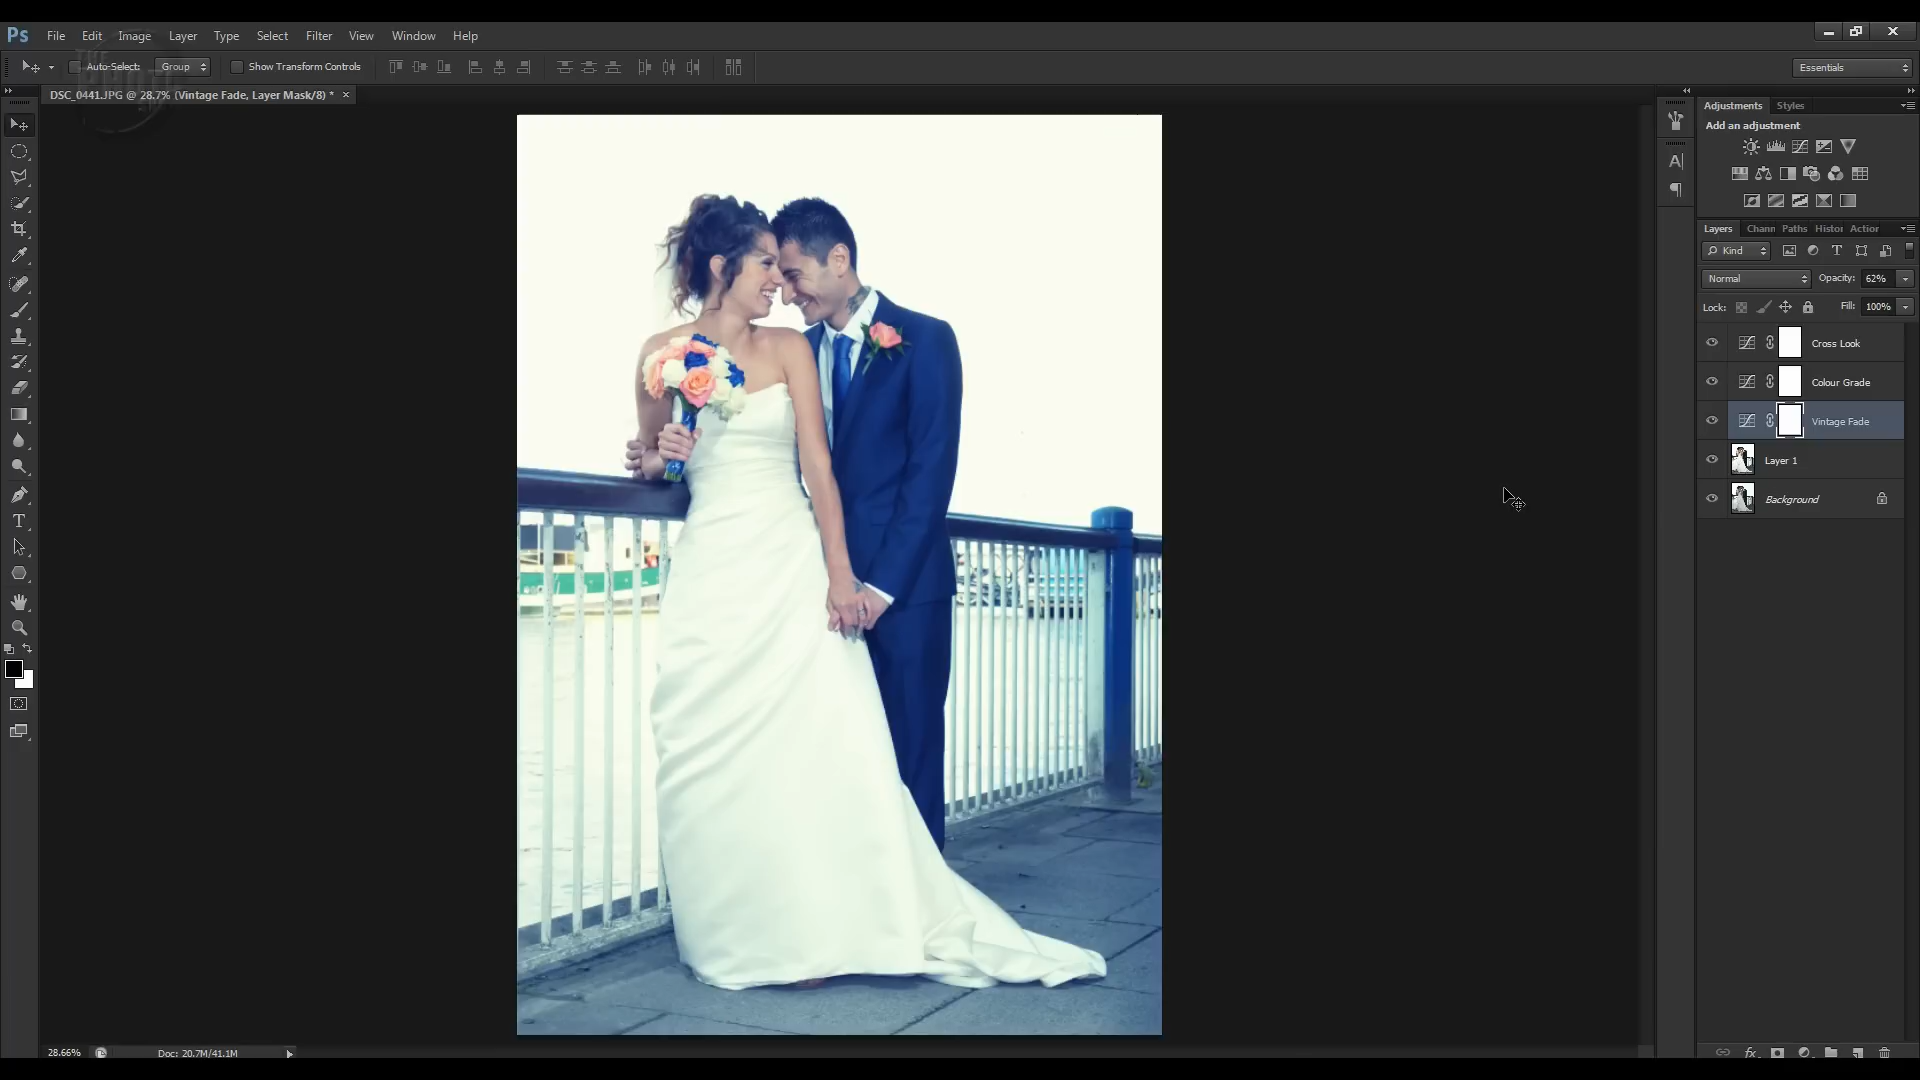 Ps File Edit Image Layer Type Select Filter View Window Help
Auto-Select: Group Show Transform Controls Essentials
DSC_0441.JPG @ 28.7% (Vintage Fade, Layer Mask/8) * ×
Adjustments Styles
Add an adjustment
Layers Chann Paths Histor Action
Kind
Normal Opacity: 62%
Lock: Fill: 100%
Cross Look
Colour Grade
Vintage Fade
Layer 1
Background
28.66% Doc: 20.7M/41.1M